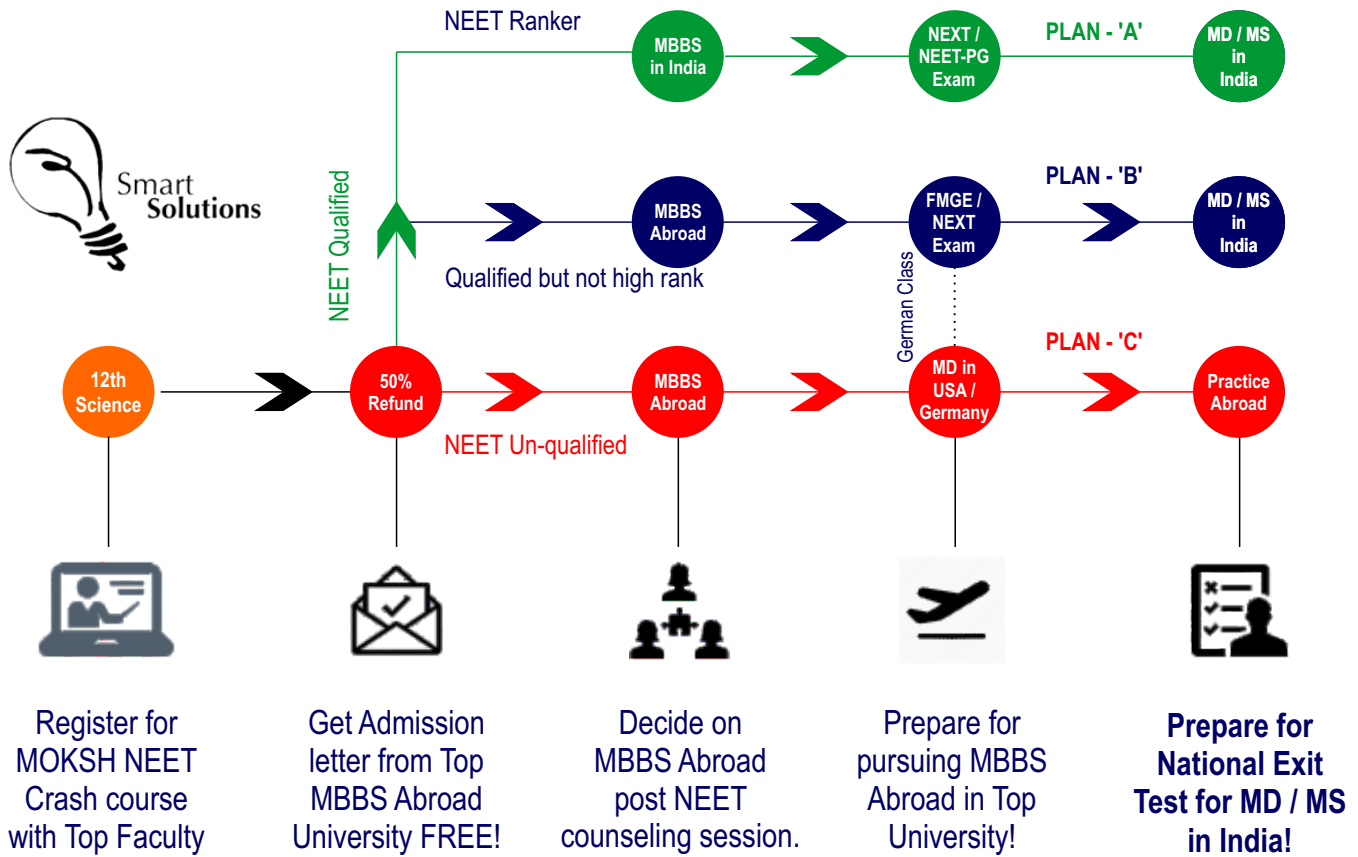 NEET Ranker
MBBS
in India
NEXT /
NEET-PG
Exam
PLAN - 'A'
MD / MS
in
India
Smart
Solutions
NEET Qualified
MBBS
Abroad
FMGE /
NEXT
Exam
PLAN - 'B'
MD / MS
in
India
Qualified but not high rank
German Class
12th
Science
50%
Refund
MBBS
Abroad
MD in
USA /
Germany
PLAN - 'C'
Practice
Abroad
NEET Un-qualified
Register for
MOKSH NEET
Crash course
with Top Faculty
Get Admission
letter from Top
MBBS Abroad
University FREE!
Decide on
MBBS Abroad
post NEET
counseling session.
Prepare for
pursuing MBBS
Abroad in Top
University!
Prepare for
National Exit
Test for MD / MS
in India!